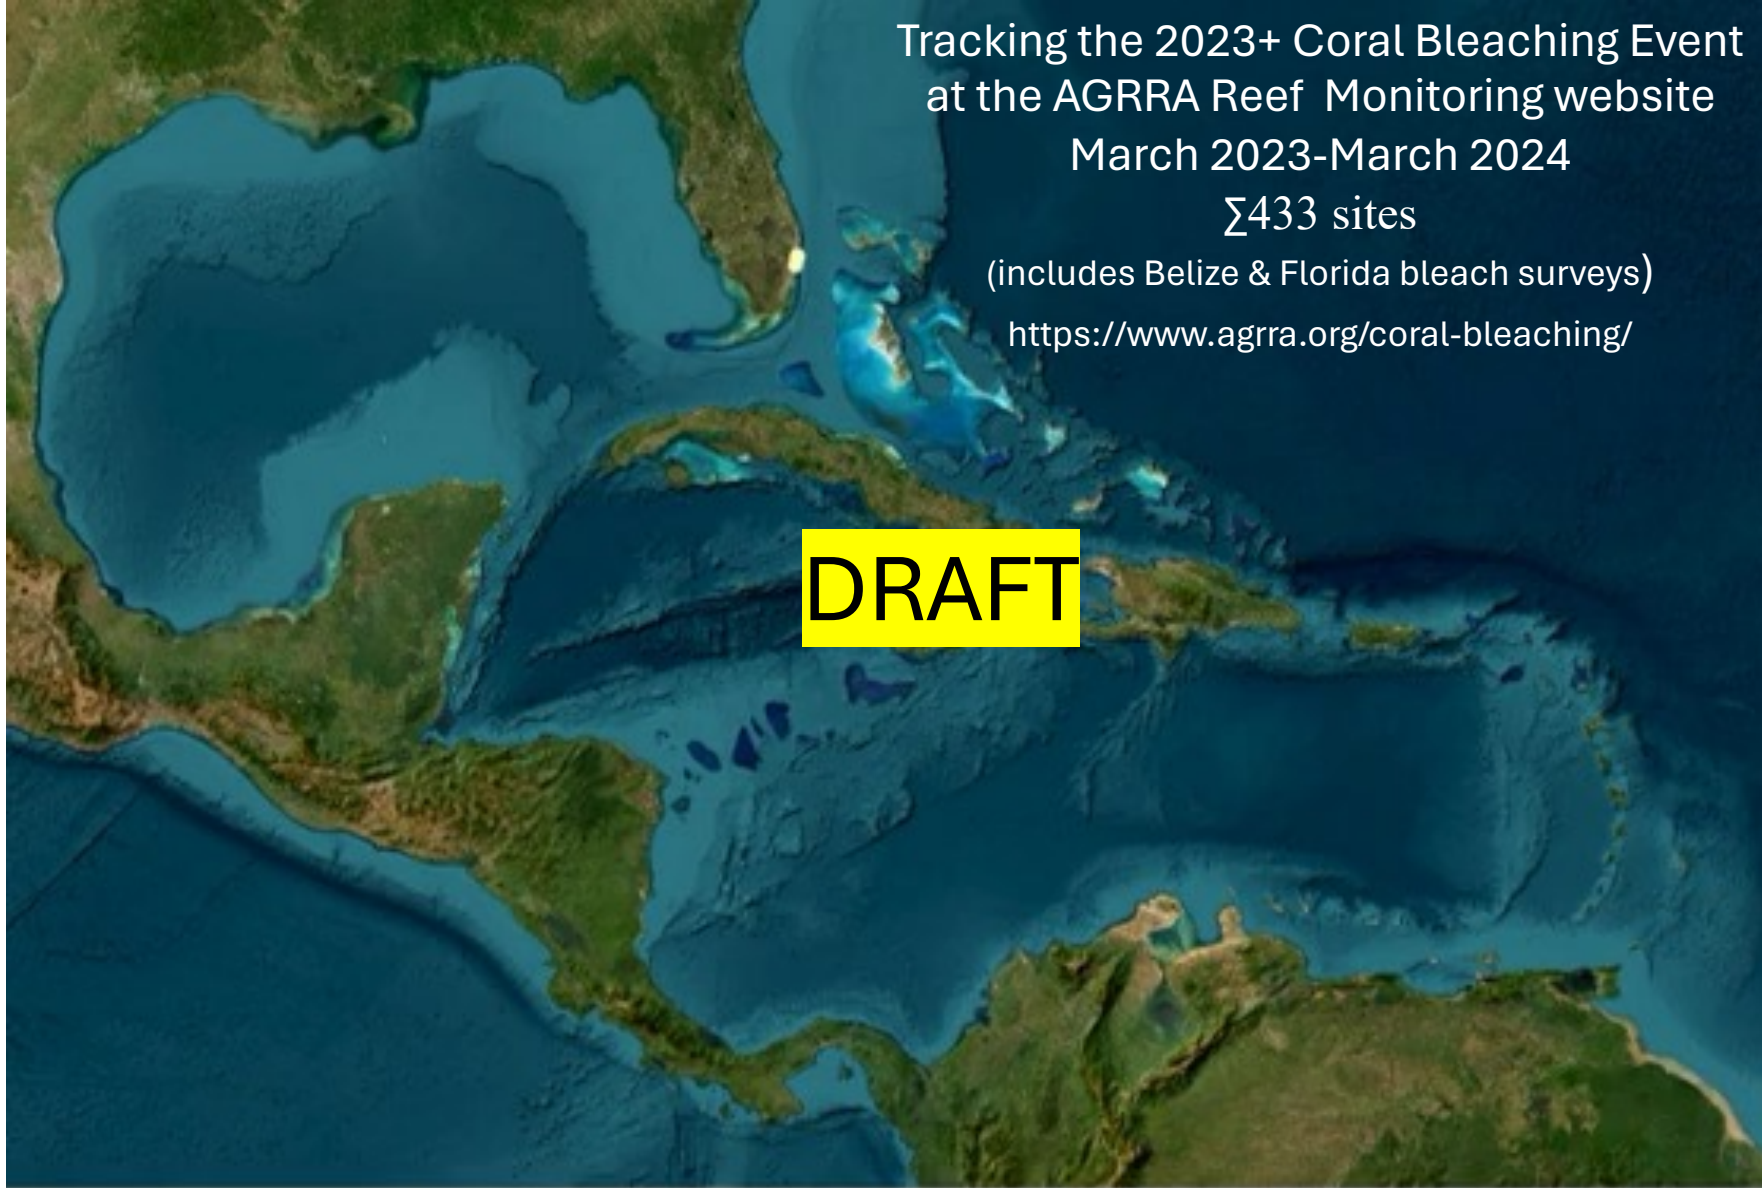 Tracking the 2023+ Coral Bleaching Event
at the AGRRA Reef  Monitoring website
March 2023-March 2024
∑433 sites
(includes Belize & Florida bleach surveys)
https://www.agrra.org/coral-bleaching/
DRAFT